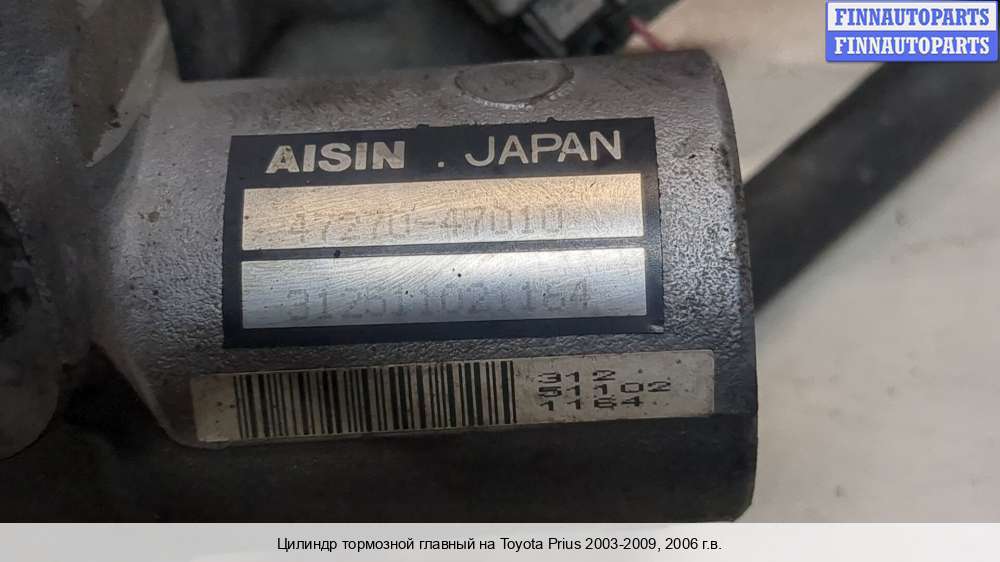 FINNAUTOPARTS
FINNAUTOPARTS
AISIN . JAPAN
47270-47010
312511021164
312
51102
1164
Цилиндр тормозной главный на Toyota Prius 2003-2009, 2006 г.в.